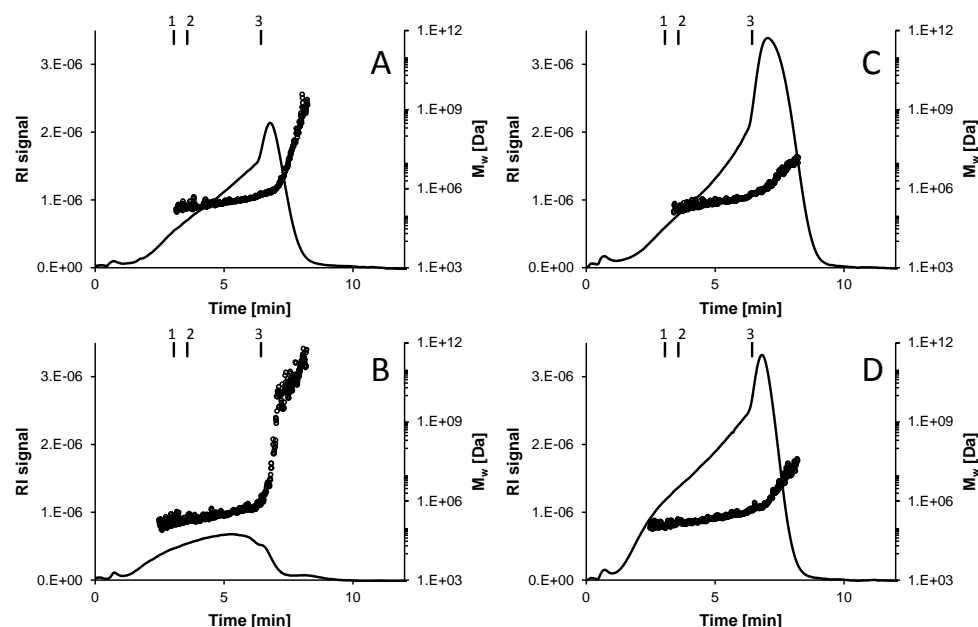 1 2 3
A
3.E-06
2.E-06
1.E-06
0.E+00
RI signal
1.E+12
1.E+09
1.E+06
1.E+03
Mw [Da]
0 5 10
Time [min]
1 2 3
C
3.E-06
2.E-06
1.E-06
0.E+00
RI signal
1.E+12
1.E+09
1.E+06
1.E+03
Mw [Da]
0 5 10
Time [min]
1 2 3
B
3.E-06
2.E-06
1.E-06
0.E+00
RI signal
1.E+12
1.E+09
1.E+06
1.E+03
Mw [Da]
0 5 10
Time [min]
1 2 3
D
3.E-06
2.E-06
1.E-06
0.E+00
RI signal
1.E+12
1.E+09
1.E+06
1.E+03
Mw [Da]
0 5 10
Time [min]